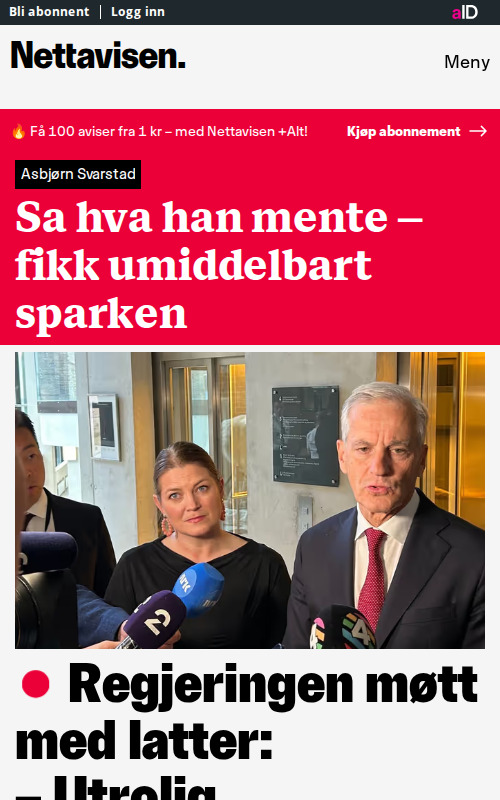 Bli abonnent Logg inn aID
Nettavisen.
Meny
🔥 Få 100 aviser fra 1 kr – med Nettavisen +Alt! Kjøp abonnement →
Asbjørn Svarstad
Sa hva han mente –
fikk umiddelbart
sparken
nrk
2
4
Regjeringen møtt
med latter:
– Utrolig